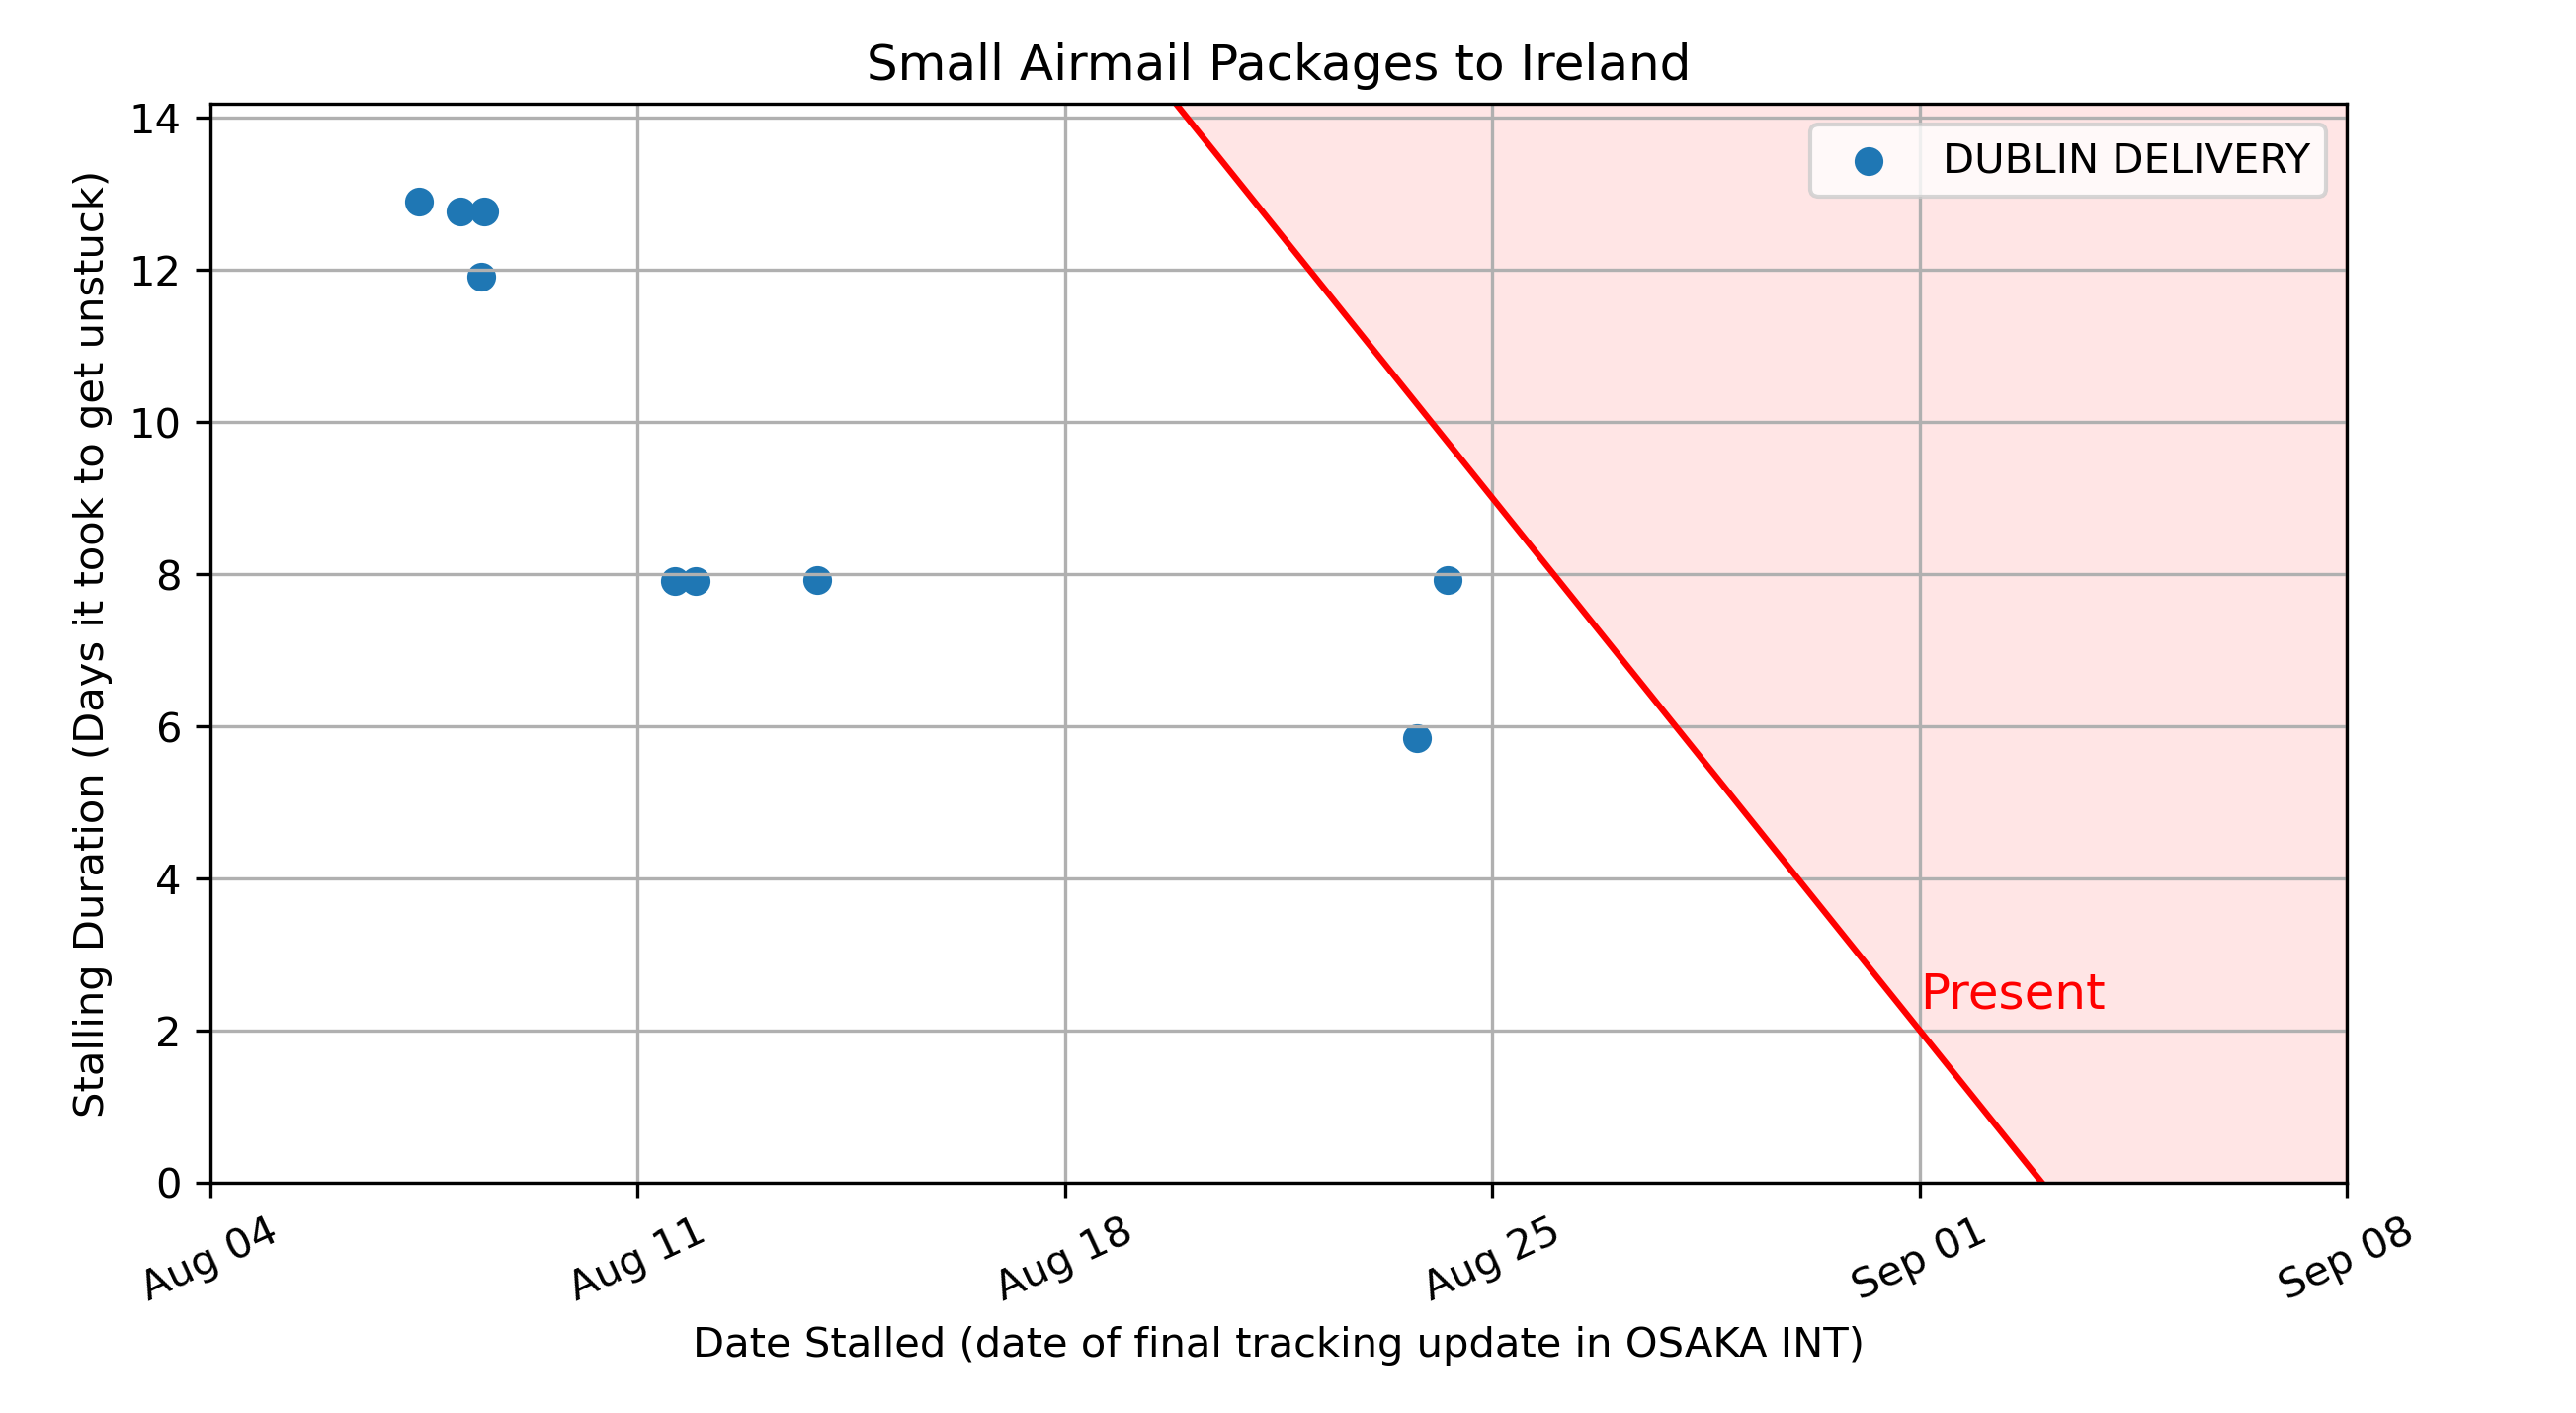 Small Airmail Packages to Ireland
Stalling Duration (Days it took to get unstuck)
14
12
10
8
6
4
2
0
DUBLIN DELIVERY
Present
Aug 04
Aug 11
Aug 18
Aug 25
Sep 01
Sep 08
Date Stalled (date of final tracking update in OSAKA INT)